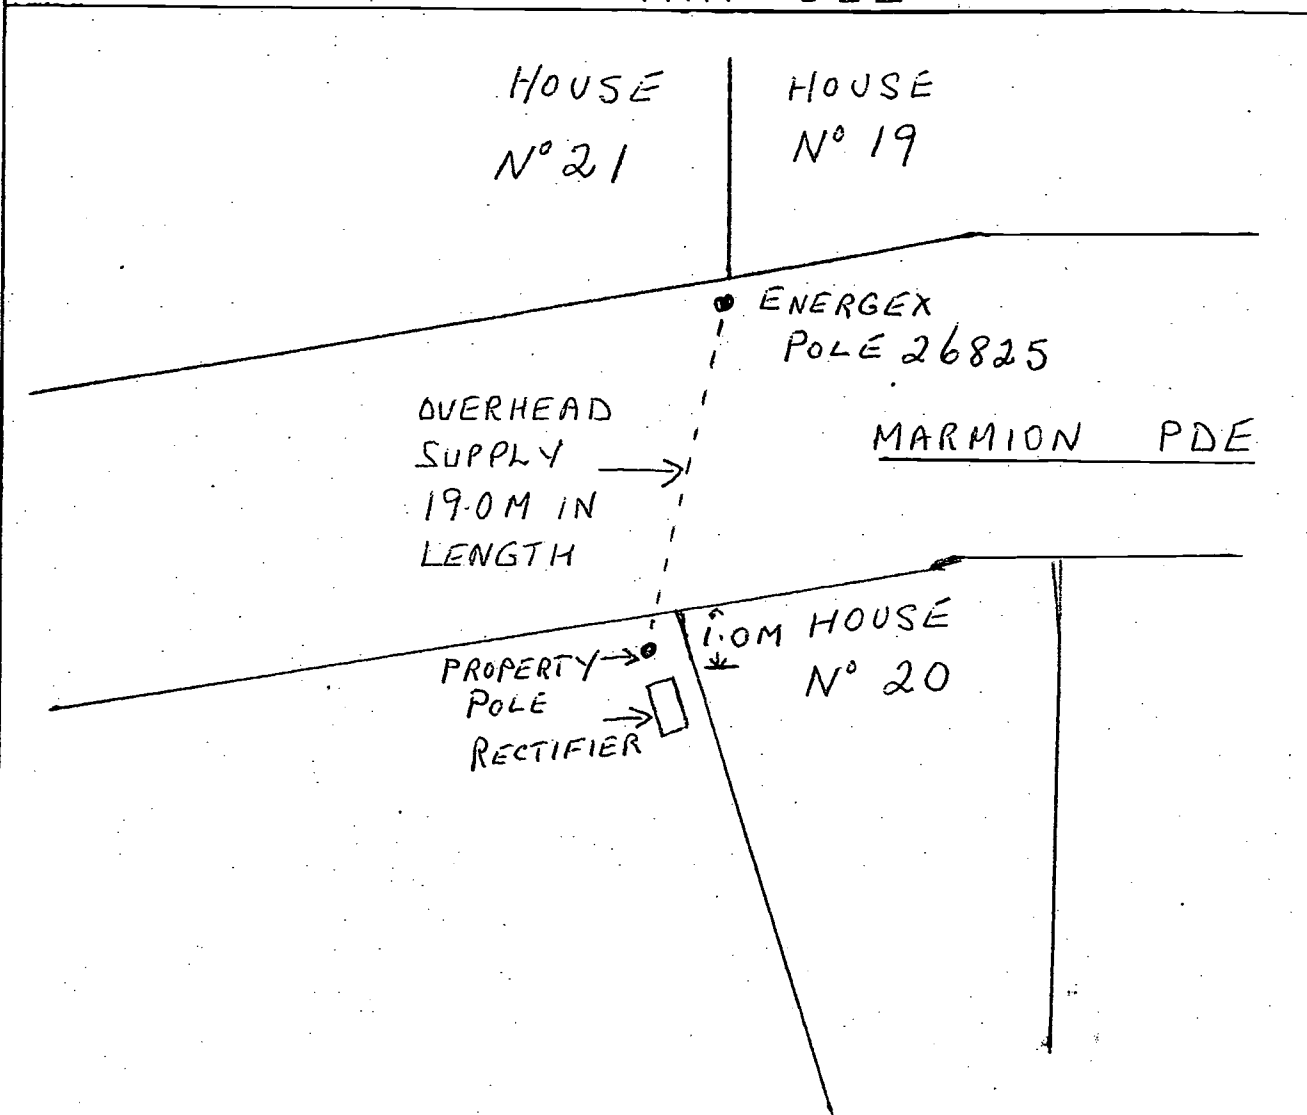 HOUSE
Nº 21
HOUSE
Nº 19
ENERGEX
POLE 26825
OVERHEAD
SUPPLY
19.0M IN
LENGTH
MARMION PDE
1.0M
HOUSE
Nº 20
PROPERTY
POLE
RECTIFIER